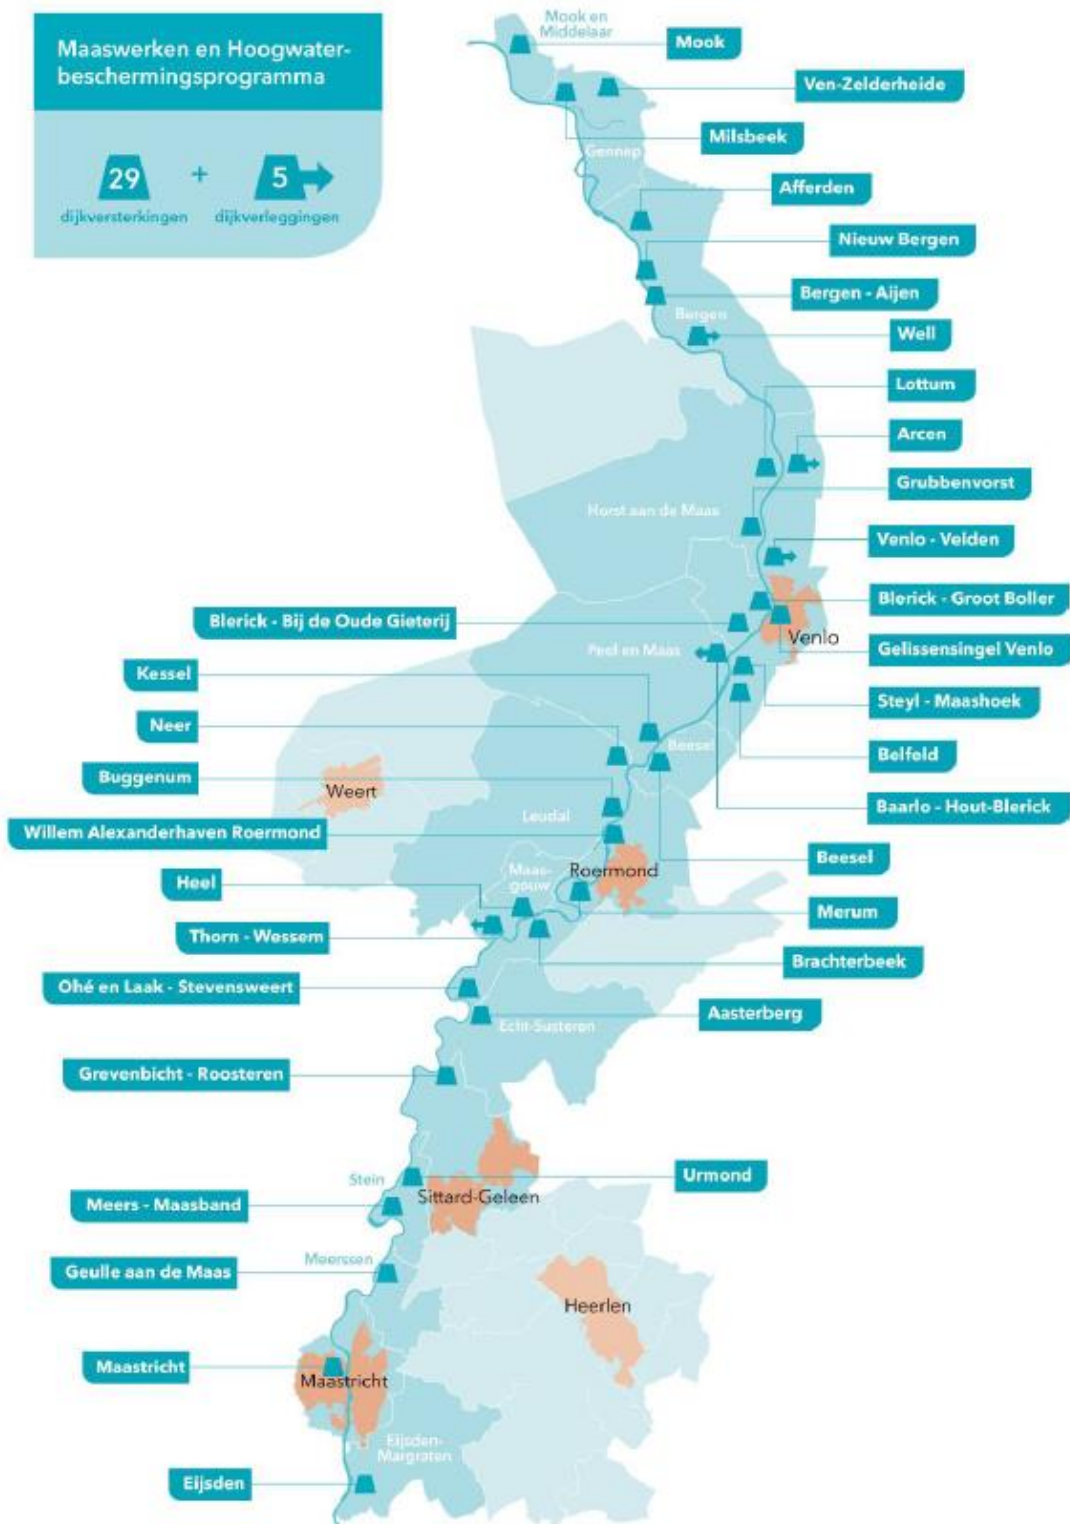 Maaswerken en Hoogwater-
beschermingsprogramma
29
+
5
dijkversterkingen
dijkverleggingen
Mook en
Middelaar
Mook
Ven-Zelderheide
Milsbeek
Gennep
Afferden
Nieuw Bergen
Bergen - Aijen
Bergen
Well
Lottum
Arcen
Grubbenvorst
Horst aan de Maas
Venlo - Velden
Blerick - Groot Boller
Blerick - Bij de Oude Gieterij
Venlo
Gelissensingel Venlo
Peel en Maas
Kessel
Steyl - Maashoek
Neer
Beesel
Belfeld
Buggenum
Weert
Baarlo - Hout-Blerick
Leudal
Willem Alexanderhaven Roermond
Beesel
Roermond
Maas-
gouw
Heel
Merum
Thorn - Wessem
Brachterbeek
Ohé en Laak - Stevensweert
Aasterberg
Echt-Susteren
Grevenbicht - Roosteren
Urmond
Stein
Sittard-Geleen
Meers - Maasband
Meerssen
Geulle aan de Maas
Heerlen
Maastricht
Maastricht
Eijsden-
Margraten
Eijsden